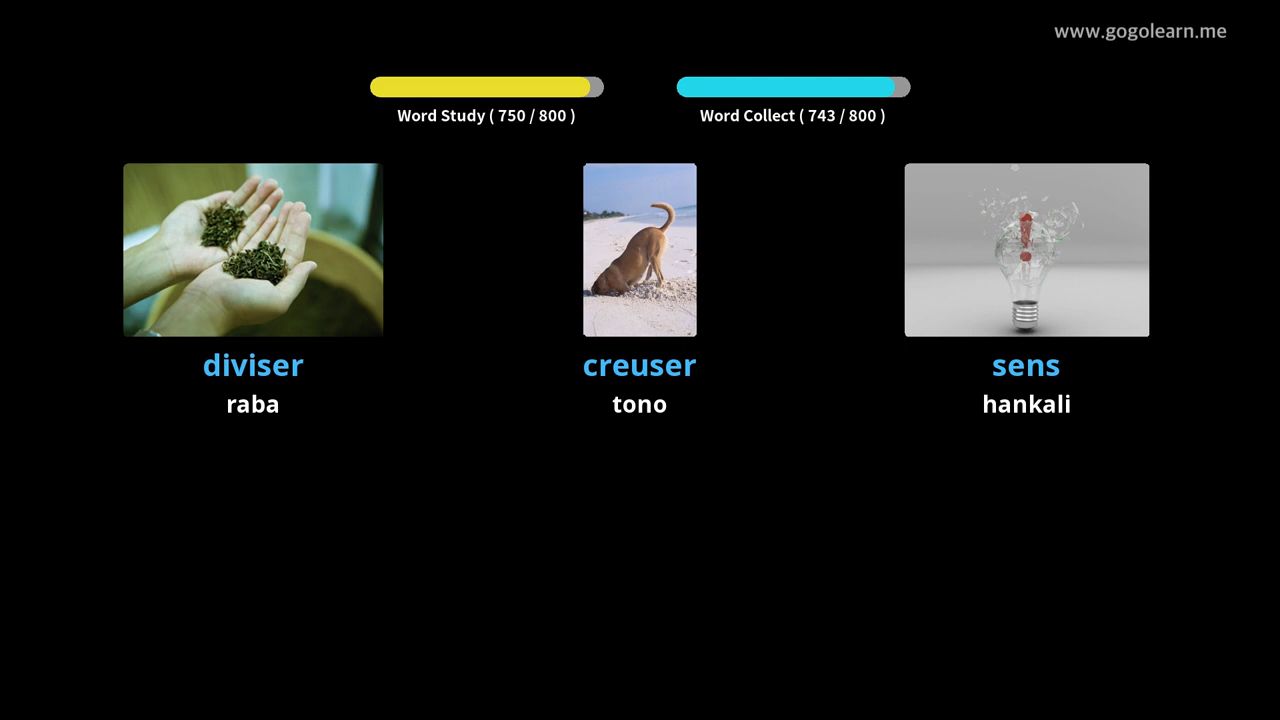 www.gogolearn.me
Word Study ( 750 / 800 )
Word Collect ( 743 / 800 )
diviser
raba
creuser
tono
sens
hankali